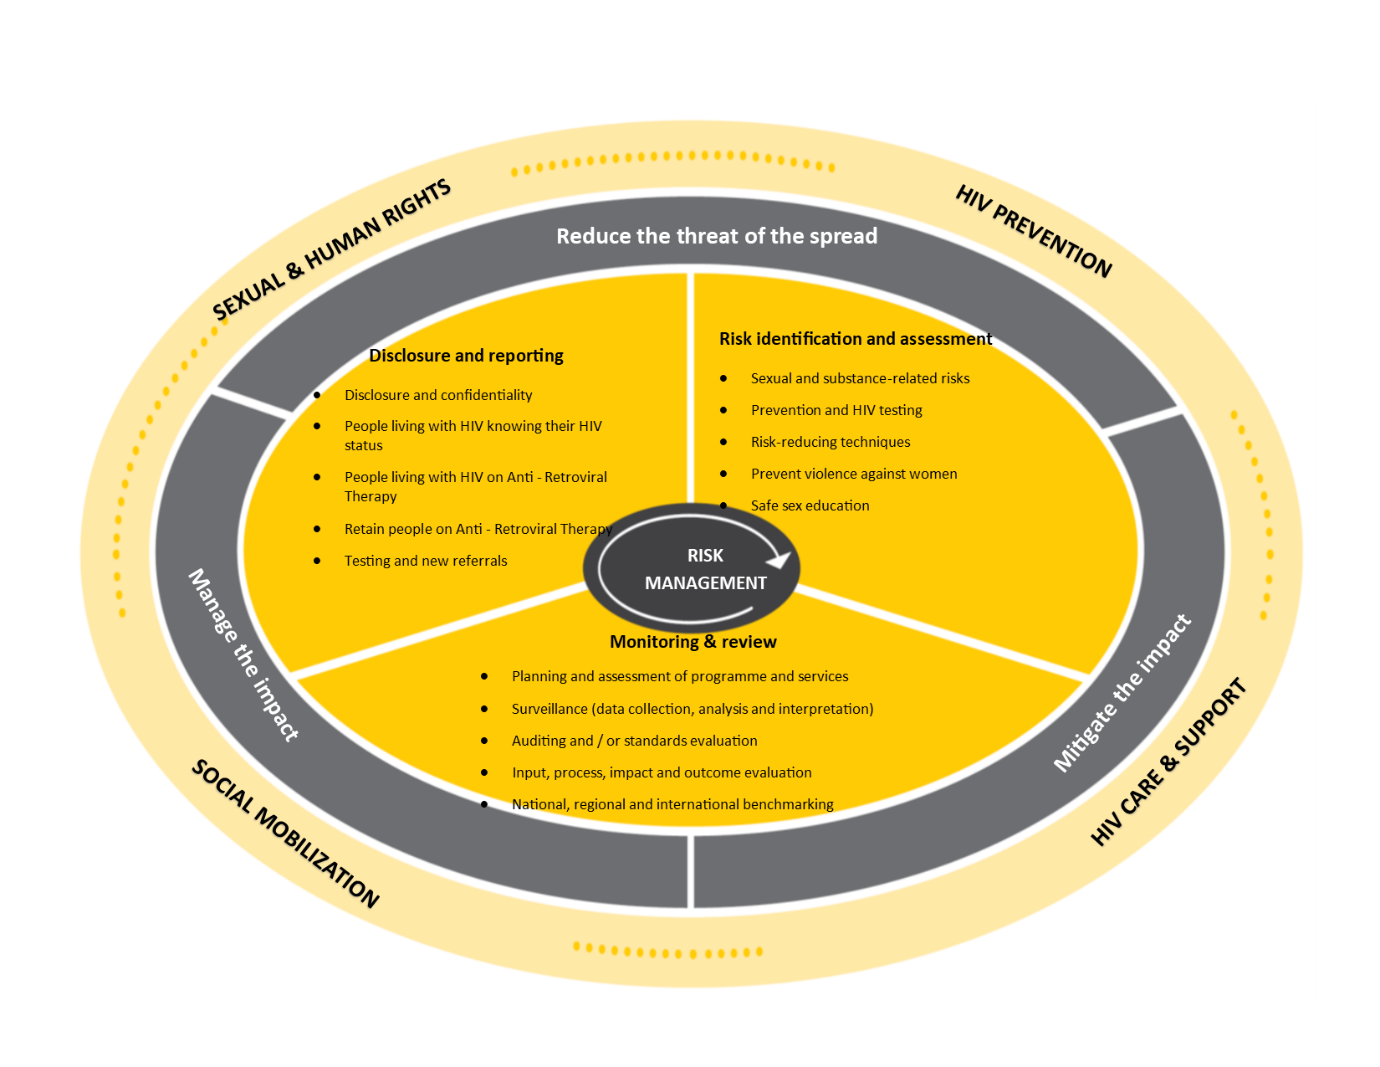 SEXUAL & HUMAN RIGHTS
HIV PREVENTION
Reduce the threat of the spread
Disclosure and reporting
• Disclosure and confidentiality
• People living with HIV knowing their HIV
status
• People living with HIV on Anti - Retroviral
Therapy
• Retain people on Anti - Retroviral Therapy
• Testing and new referrals
Risk identification and assessment
• Sexual and substance-related risks
• Prevention and HIV testing
• Risk-reducing techniques
• Prevent violence against women
• Safe sex education
RISK
MANAGEMENT
Monitoring & review
• Planning and assessment of programme and services
• Surveillance (data collection, analysis and interpretation)
• Auditing and / or standards evaluation
• Input, process, impact and outcome evaluation
• National, regional and international benchmarking
Manage the impact
Mitigate the impact
SOCIAL MOBILIZATION
HIV CARE & SUPPORT